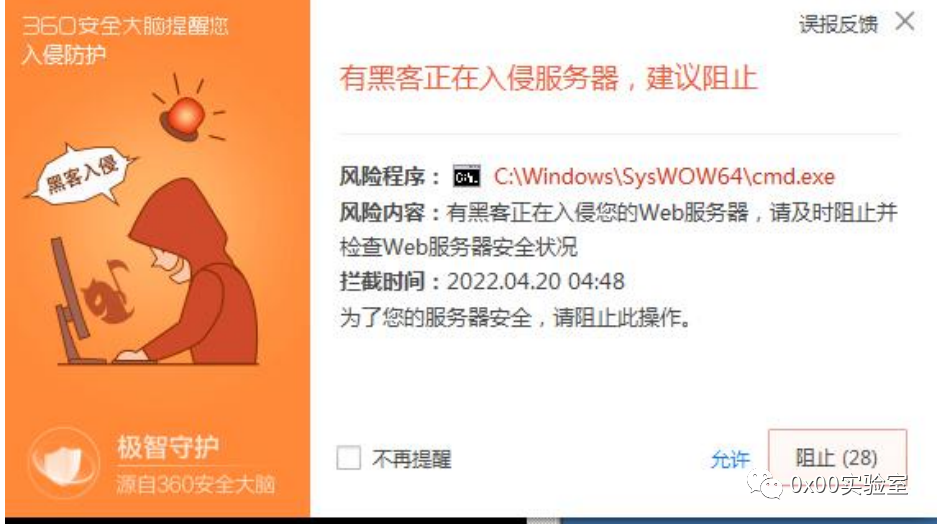 360安全大脑提醒您
入侵防护
误报反馈
有黑客正在入侵服务器，建议阻止
黑客入侵
风险程序： C:\Windows\SysWOW64\cmd.exe
风险内容：有黑客正在入侵您的Web服务器，请及时阻止并
检查Web服务器安全状况
拦截时间：2022.04.20 04:48
为了您的服务器安全，请阻止此操作。
极智守护
源自360安全大脑
不再提醒
允许
阻止 (28)
0x00实验室